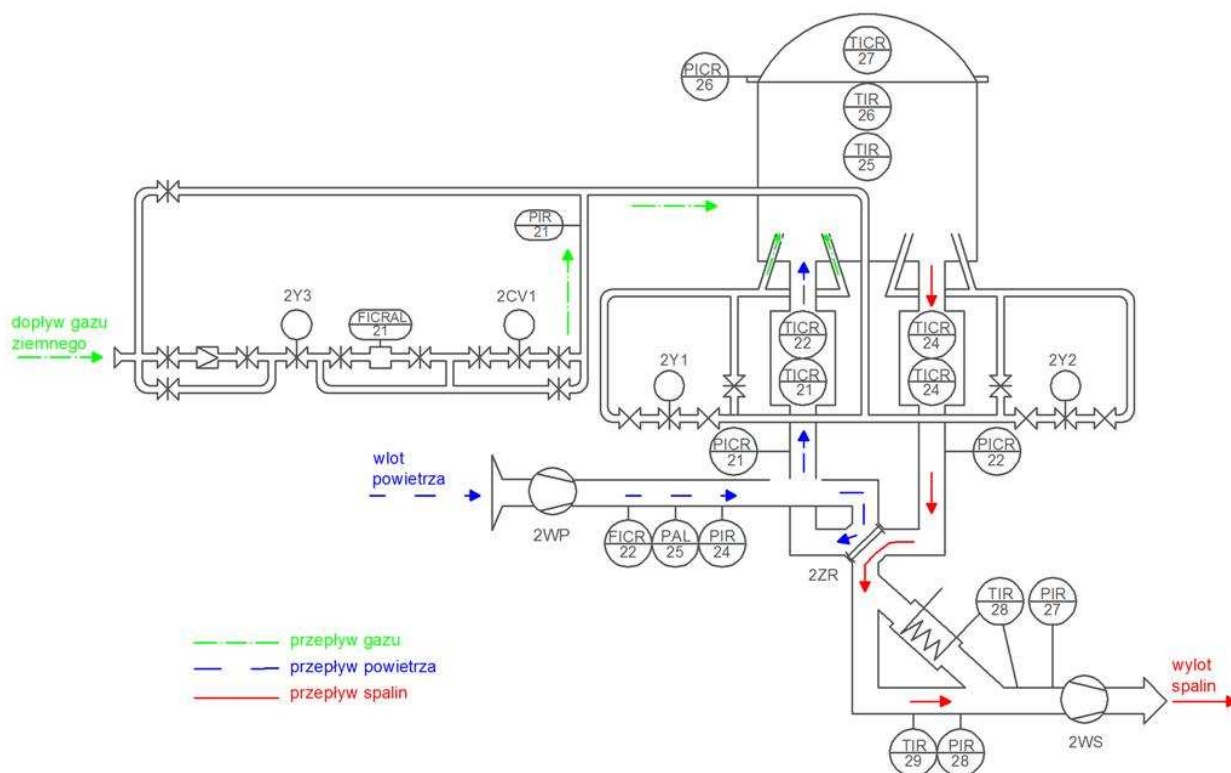 TICR
27
PICR
26
TIR
26
TIR
25
PIR
21
2Y3
FICRAL
21
2CV1
dopływ gazu
ziemnego
TICR
22
TICR
24
2Y1
2Y2
TICR
21
TICR
24
PICR
21
PICR
22
wlot
powietrza
2WP
FICR
22
PAL
25
PIR
24
2ZR
TIR
28
PIR
27
przepływ gazu
przepływ powietrza
przepływ spalin
wylot
spalin
2WS
TIR
29
PIR
28